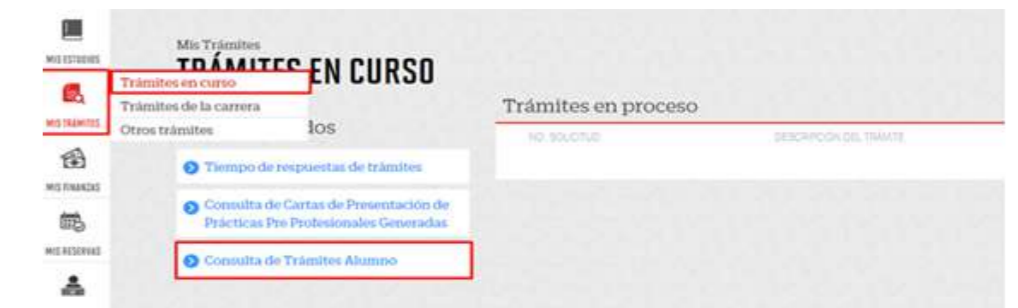 MIS ESTUDIOS
MIS TRÁMITES
MIS FINANZAS
MIS RESERVAS
Mis Trámites
TRÁMITES EN CURSO
Trámites en curso
Trámites de la carrera
Otros trámites
dos
Tiempo de respuestas de trámites
Consulta de Cartas de Presentación de
Prácticas Pre Profesionales Generadas
Consulta de Trámites Alumno
Trámites en proceso
NO. SOLICITUD
DESCRIPCIÓN DEL TRÁMITE